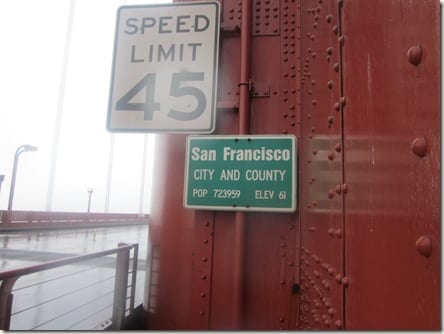 SPEED
LIMIT
45
San Francisco
CITY AND COUNTY
POP 723959 ELEV 61